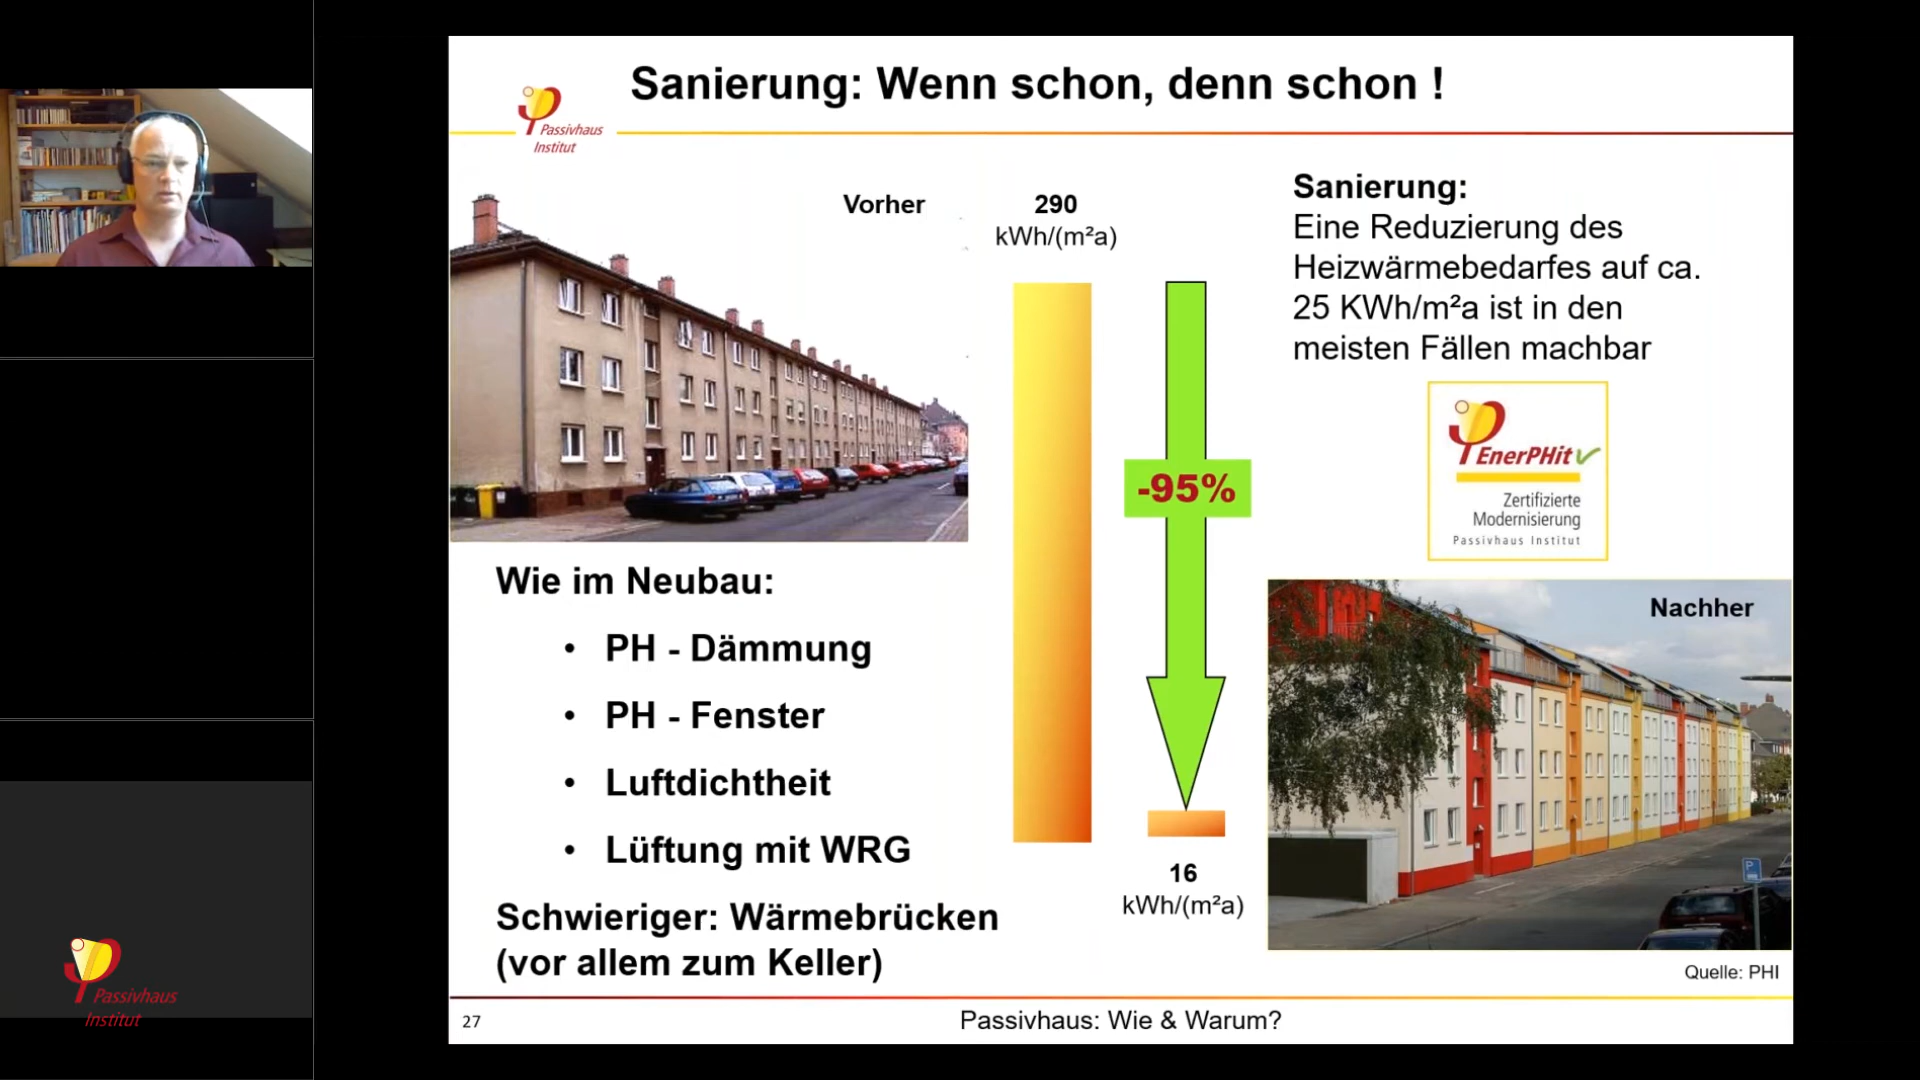 Sanierung: Wenn schon, denn schon !
Passivhaus
Institut
Vorher
290
kWh/(m²a)
Sanierung:
Eine Reduzierung des
Heizwärmebedarfes auf ca.
25 KWh/m²a ist in den
meisten Fällen machbar
-95%
EnerPHit
Zertifizierte
Modernisierung
Passivhaus Institut
Wie im Neubau:
• PH - Dämmung
• PH - Fenster
• Luftdichtheit
• Lüftung mit WRG
Schwieriger: Wärmebrücken
(vor allem zum Keller)
16
kWh/(m²a)
Nachher
P
Quelle: PHI
27
Passivhaus: Wie & Warum?
Passivhaus
Institut